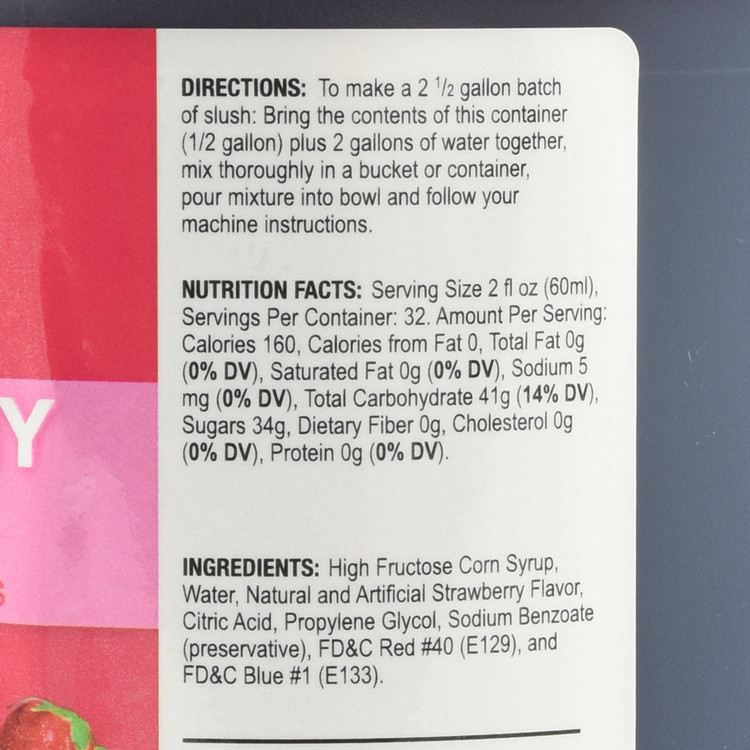 DIRECTIONS: To make a 2 1/2 gallon batch
of slush: Bring the contents of this container
(1/2 gallon) plus 2 gallons of water together,
mix thoroughly in a bucket or container,
pour mixture into bowl and follow your
machine instructions.
NUTRITION FACTS: Serving Size 2 fl oz (60ml),
Servings Per Container: 32. Amount Per Serving:
Calories 160, Calories from Fat 0, Total Fat 0g
(0% DV), Saturated Fat 0g (0% DV), Sodium 5
mg (0% DV), Total Carbohydrate 41g (14% DV),
Sugars 34g, Dietary Fiber 0g, Cholesterol 0g
(0% DV), Protein 0g (0% DV).
INGREDIENTS: High Fructose Corn Syrup,
Water, Natural and Artificial Strawberry Flavor,
Citric Acid, Propylene Glycol, Sodium Benzoate
(preservative), FD&C Red #40 (E129), and
FD&C Blue #1 (E133).
Y